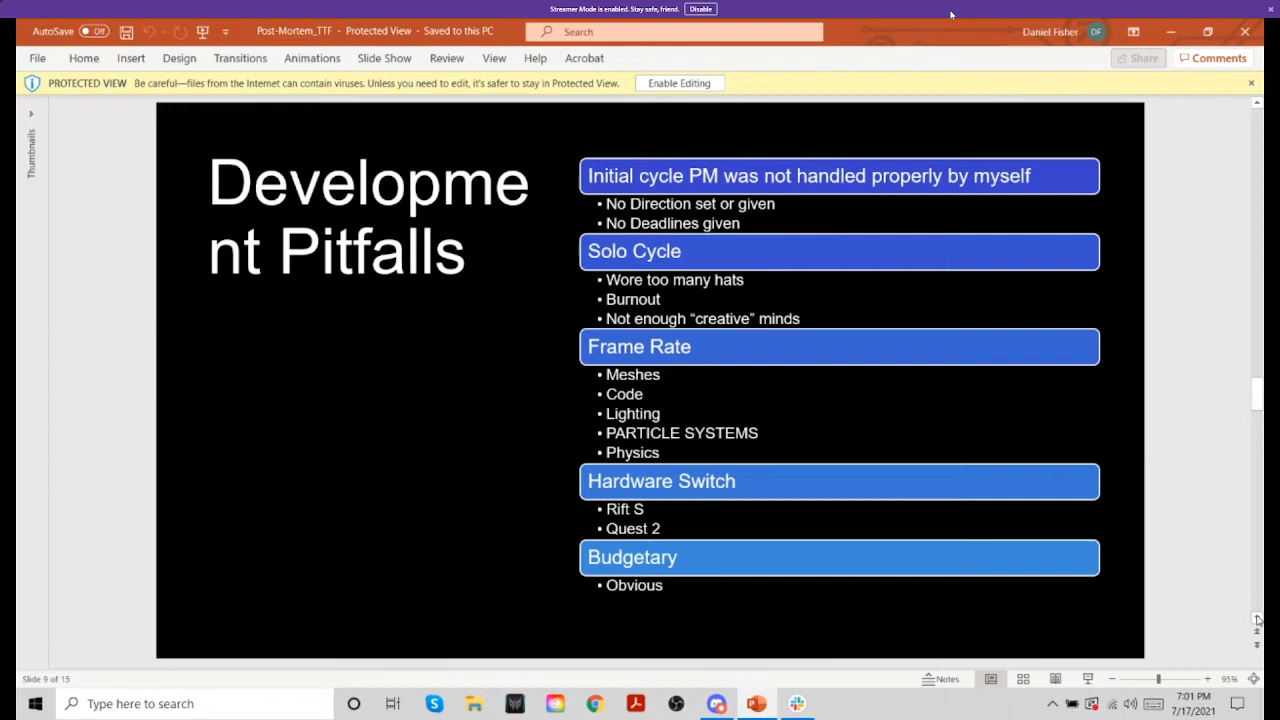 Streamer Mode is enabled. Stay safe, friend. Disable
AutoSave Off Post-Mortem_TTF - Protected View - Saved to this PC Search Daniel Fisher DF
File Home Insert Design Transitions Animations Slide Show Review View Help Acrobat Share Comments
PROTECTED VIEW Be careful—files from the Internet can contain viruses. Unless you need to edit, it's safer to stay in Protected View. Enable Editing
Thumbnails
Developme
nt Pitfalls
Initial cycle PM was not handled properly by myself
• No Direction set or given
• No Deadlines given
Solo Cycle
• Wore too many hats
• Burnout
• Not enough “creative” minds
Frame Rate
• Meshes
• Code
• Lighting
• PARTICLE SYSTEMS
• Physics
Hardware Switch
• Rift S
• Quest 2
Budgetary
• Obvious
Slide 9 of 15 Notes 95%
Type here to search 7:01 PM
7/17/2021